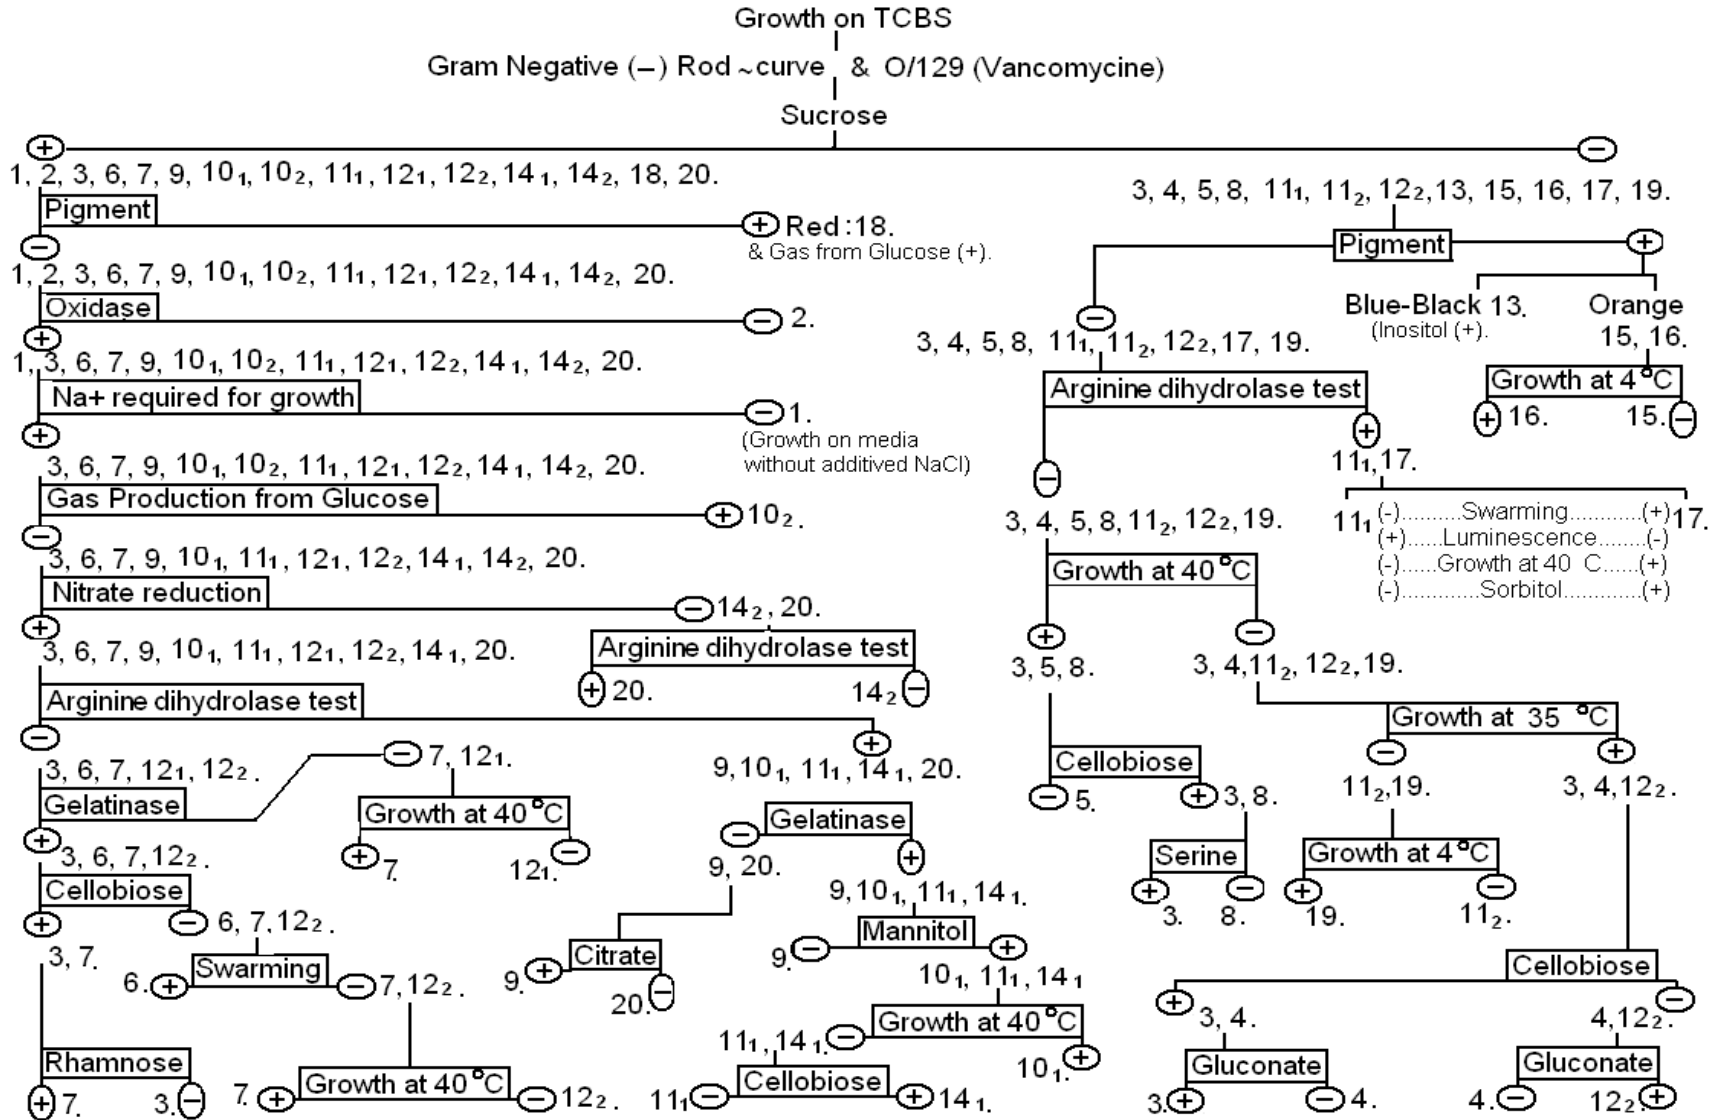 Growth on TCBS
Gram Negative (−) Rod ~curve & O/129 (Vancomycine)
Sucrose
+ −
1, 2, 3, 6, 7, 9, 10₁, 10₂, 11₁, 12₁, 12₂, 14₁, 14₂, 18, 20.
Pigment
+ Red :18.
& Gas from Glucose (+).
−
1, 2, 3, 6, 7, 9, 10₁, 10₂, 11₁, 12₁, 12₂, 14₁, 14₂, 20.
Oxidase
− 2.
+
1, 3, 6, 7, 9, 10₁, 10₂, 11₁, 12₁, 12₂, 14₁, 14₂, 20.
Na+ required for growth
− 1.
(Growth on media
without additived NaCl)
+
3, 6, 7, 9, 10₁, 10₂, 11₁, 12₁, 12₂, 14₁, 14₂, 20.
Gas Production from Glucose
+ 10₂.
−
3, 6, 7, 9, 10₁, 11₁, 12₁, 12₂, 14₁, 14₂, 20.
Nitrate reduction
− 14₂, 20.
Arginine dihydrolase test
+ 20. 14₂ −
+
3, 6, 7, 9, 10₁, 11₁, 12₁, 12₂, 14₁, 20.
Arginine dihydrolase test
− +
3, 6, 7, 12₁, 12₂.
Gelatinase
− 7, 12₁.
Growth at 40 °C
+ −
7. 12₁.
+
3, 6, 7, 12₂.
Cellobiose
+ − 6, 7, 12₂.
3, 7.
Swarming
6. + − 7, 12₂.
Rhamnose
+ 7. 3. −
Growth at 40 °C
7. + − 12₂.
9, 10₁, 11₁, 14₁, 20.
Gelatinase
− +
9, 20.
Citrate
9. + −
20.
9, 10₁, 11₁, 14₁.
Mannitol
9. − +
10₁, 11₁, 14₁
Growth at 40 °C
− +
10₁.
11₁, 14₁.
Cellobiose
11₁ − + 14₁.
3, 4, 5, 8, 11₁, 11₂, 12₂, 13, 15, 16, 17, 19.
Pigment
− +
Blue-Black 13.
(Inositol (+).
Orange
15, 16.
Growth at 4 °C
+ 16. 15. −
3, 4, 5, 8, 11₁, 11₂, 12₂, 17, 19.
Arginine dihydrolase test
− +
11₁, 17.
11₁ (-)..........Swarming...........(+) 17.
(+)......Luminescence........(-)
(-)......Growth at 40 C......(+)
(-)............Sorbitol............(+)
3, 4, 5, 8, 11₂, 12₂, 19.
Growth at 40 °C
+ −
3, 5, 8.
Cellobiose
− 5. + 3, 8.
Serine
+ −
3. 8.
3, 4, 11₂, 12₂, 19.
Growth at 35 °C
− +
11₂, 19.
Growth at 4 °C
+ −
19. 11₂.
3, 4, 12₂.
Cellobiose
+ −
3, 4.
Gluconate
3. + − 4.
4, 12₂.
Gluconate
4. − 12₂ +